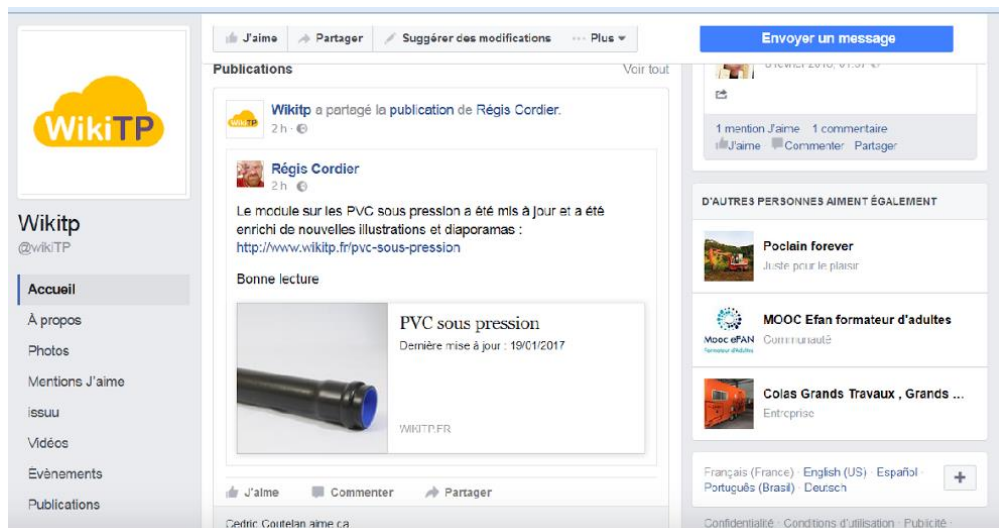 WikiTP
Wikitp
@wikiTP
Accueil
À propos
Photos
Mentions J'aime
issuu
Vidéos
Évènements
Publications
J'aime Partager Suggérer des modifications ··· Plus
Publications Voir tout
WikiTP
Wikitp a partagé la publication de Régis Cordier.
2 h ·
Régis Cordier
2 h
Le module sur les PVC sous pression a été mis à jour et a été
enrichi de nouvelles illustrations et diaporamas :
http://www.wikitp.fr/pvc-sous-pression
Bonne lecture
PVC sous pression
Dernière mise à jour : 19/01/2017
WIKITP.FR
J'aime Commenter Partager
Cedric Coutelan aime ça
Envoyer un message
1 mention J'aime 1 commentaire
J'aime Commenter Partager
D'AUTRES PERSONNES AIMENT ÉGALEMENT
Poclain forever
Juste pour le plaisir
MOOC Efan formateur d'adultes
Communauté
Mooc eFAN
Formateur d'adultes
Colas Grands Travaux , Grands ...
Entreprise
Français (France) · English (US) · Español ·
Português (Brasil) · Deutsch
Confidentialité · Conditions d'utilisation · Publicité ·